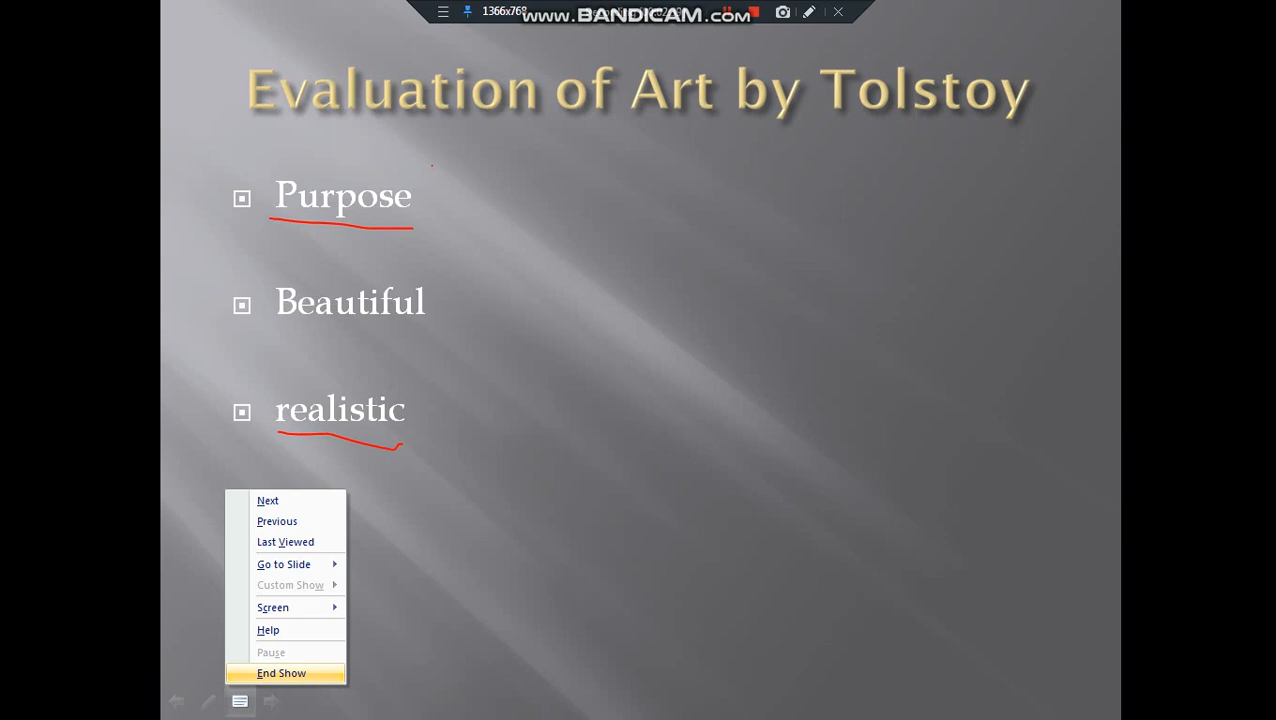 1366x768
www.BANDICAM.com
Evaluation of Art by Tolstoy
Purpose
Beautiful
realistic
Next
Previous
Last Viewed
Go to Slide
Custom Show
Screen
Help
Pause
End Show